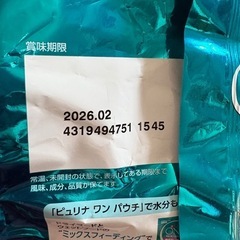 賞味期限
2026.02
4319494751 1545
常温、未開封の状態で、表示してある期限まで
風味、成分、品質が保たれます。
「ピュリナ ワン パウチ」で水分も
"ミックスフィーディング"で